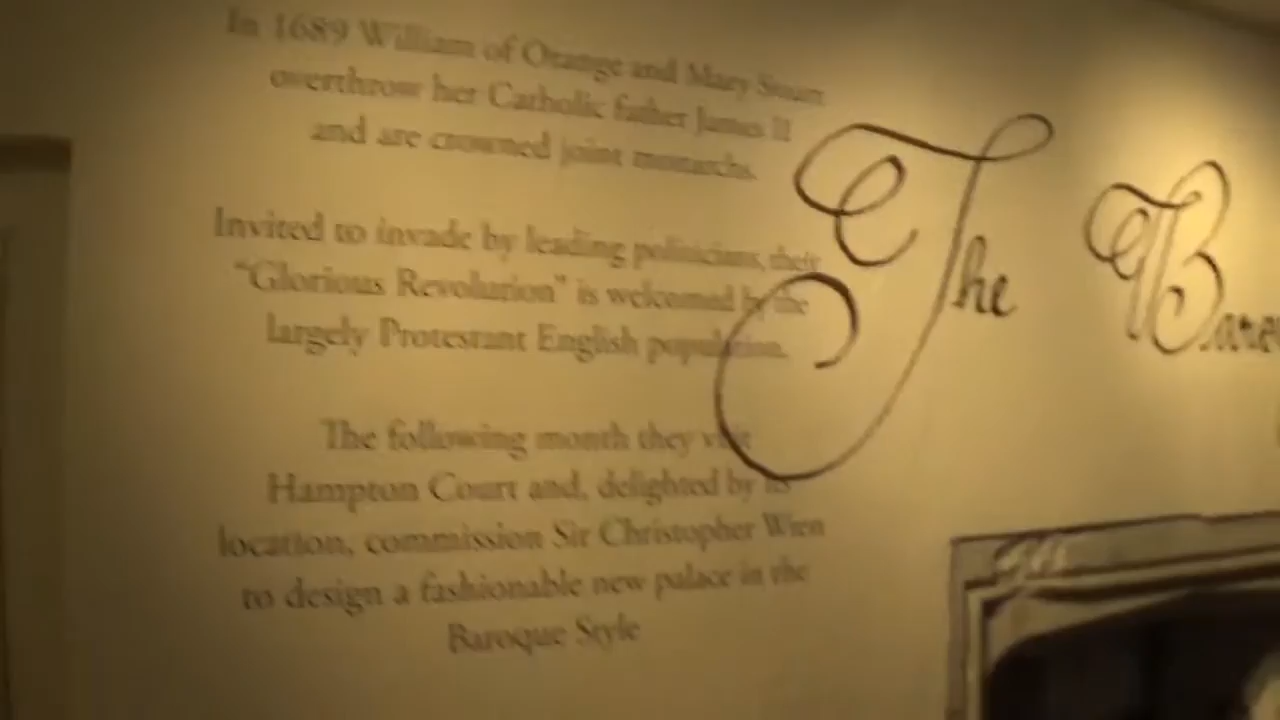 In 1689 William of Orange and Mary Stuart
overthrow her Catholic father James II
and are crowned joint monarchs.
Invited to invade by leading politicians, their
“Glorious Revolution” is welcomed by the
largely Protestant English population.
The following month they visit
Hampton Court and, delighted by its
location, commission Sir Christopher Wren
to design a fashionable new palace in the
Baroque Style
The